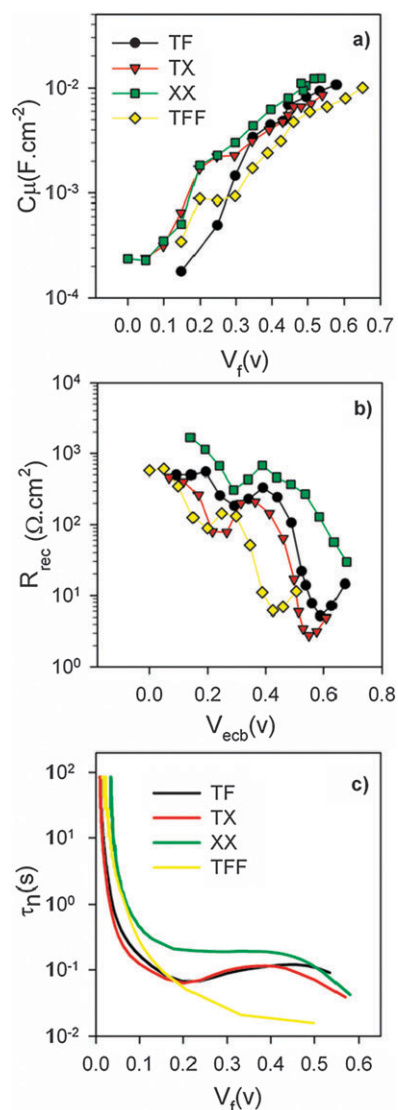 a)
TF
TX
XX
TFF
Cμ(F.cm⁻²)
10⁻²
10⁻³
10⁻⁴
0.0 0.1 0.2 0.3 0.4 0.5 0.6 0.7
V_f(v)
b)
R_rec (Ω.cm²)
10⁴
10³
10²
10¹
10⁰
0.0 0.2 0.4 0.6 0.8
V_ecb(v)
c)
TF
TX
XX
TFF
τ_n(s)
10²
10¹
10⁰
10⁻¹
10⁻²
0.0 0.1 0.2 0.3 0.4 0.5 0.6
V_f(v)